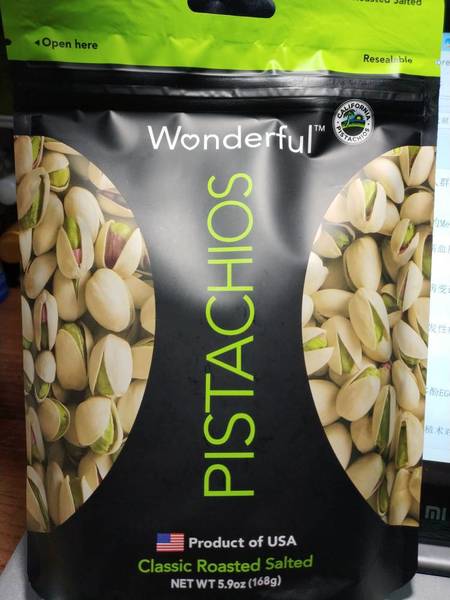 Roasted Salted
Open here
Resealable
Wonderful™
CALIFORNIA
PISTACHIOS
PISTACHIOS
Product of USA
Classic Roasted Salted
NET WT 5.9oz (168g)
mi